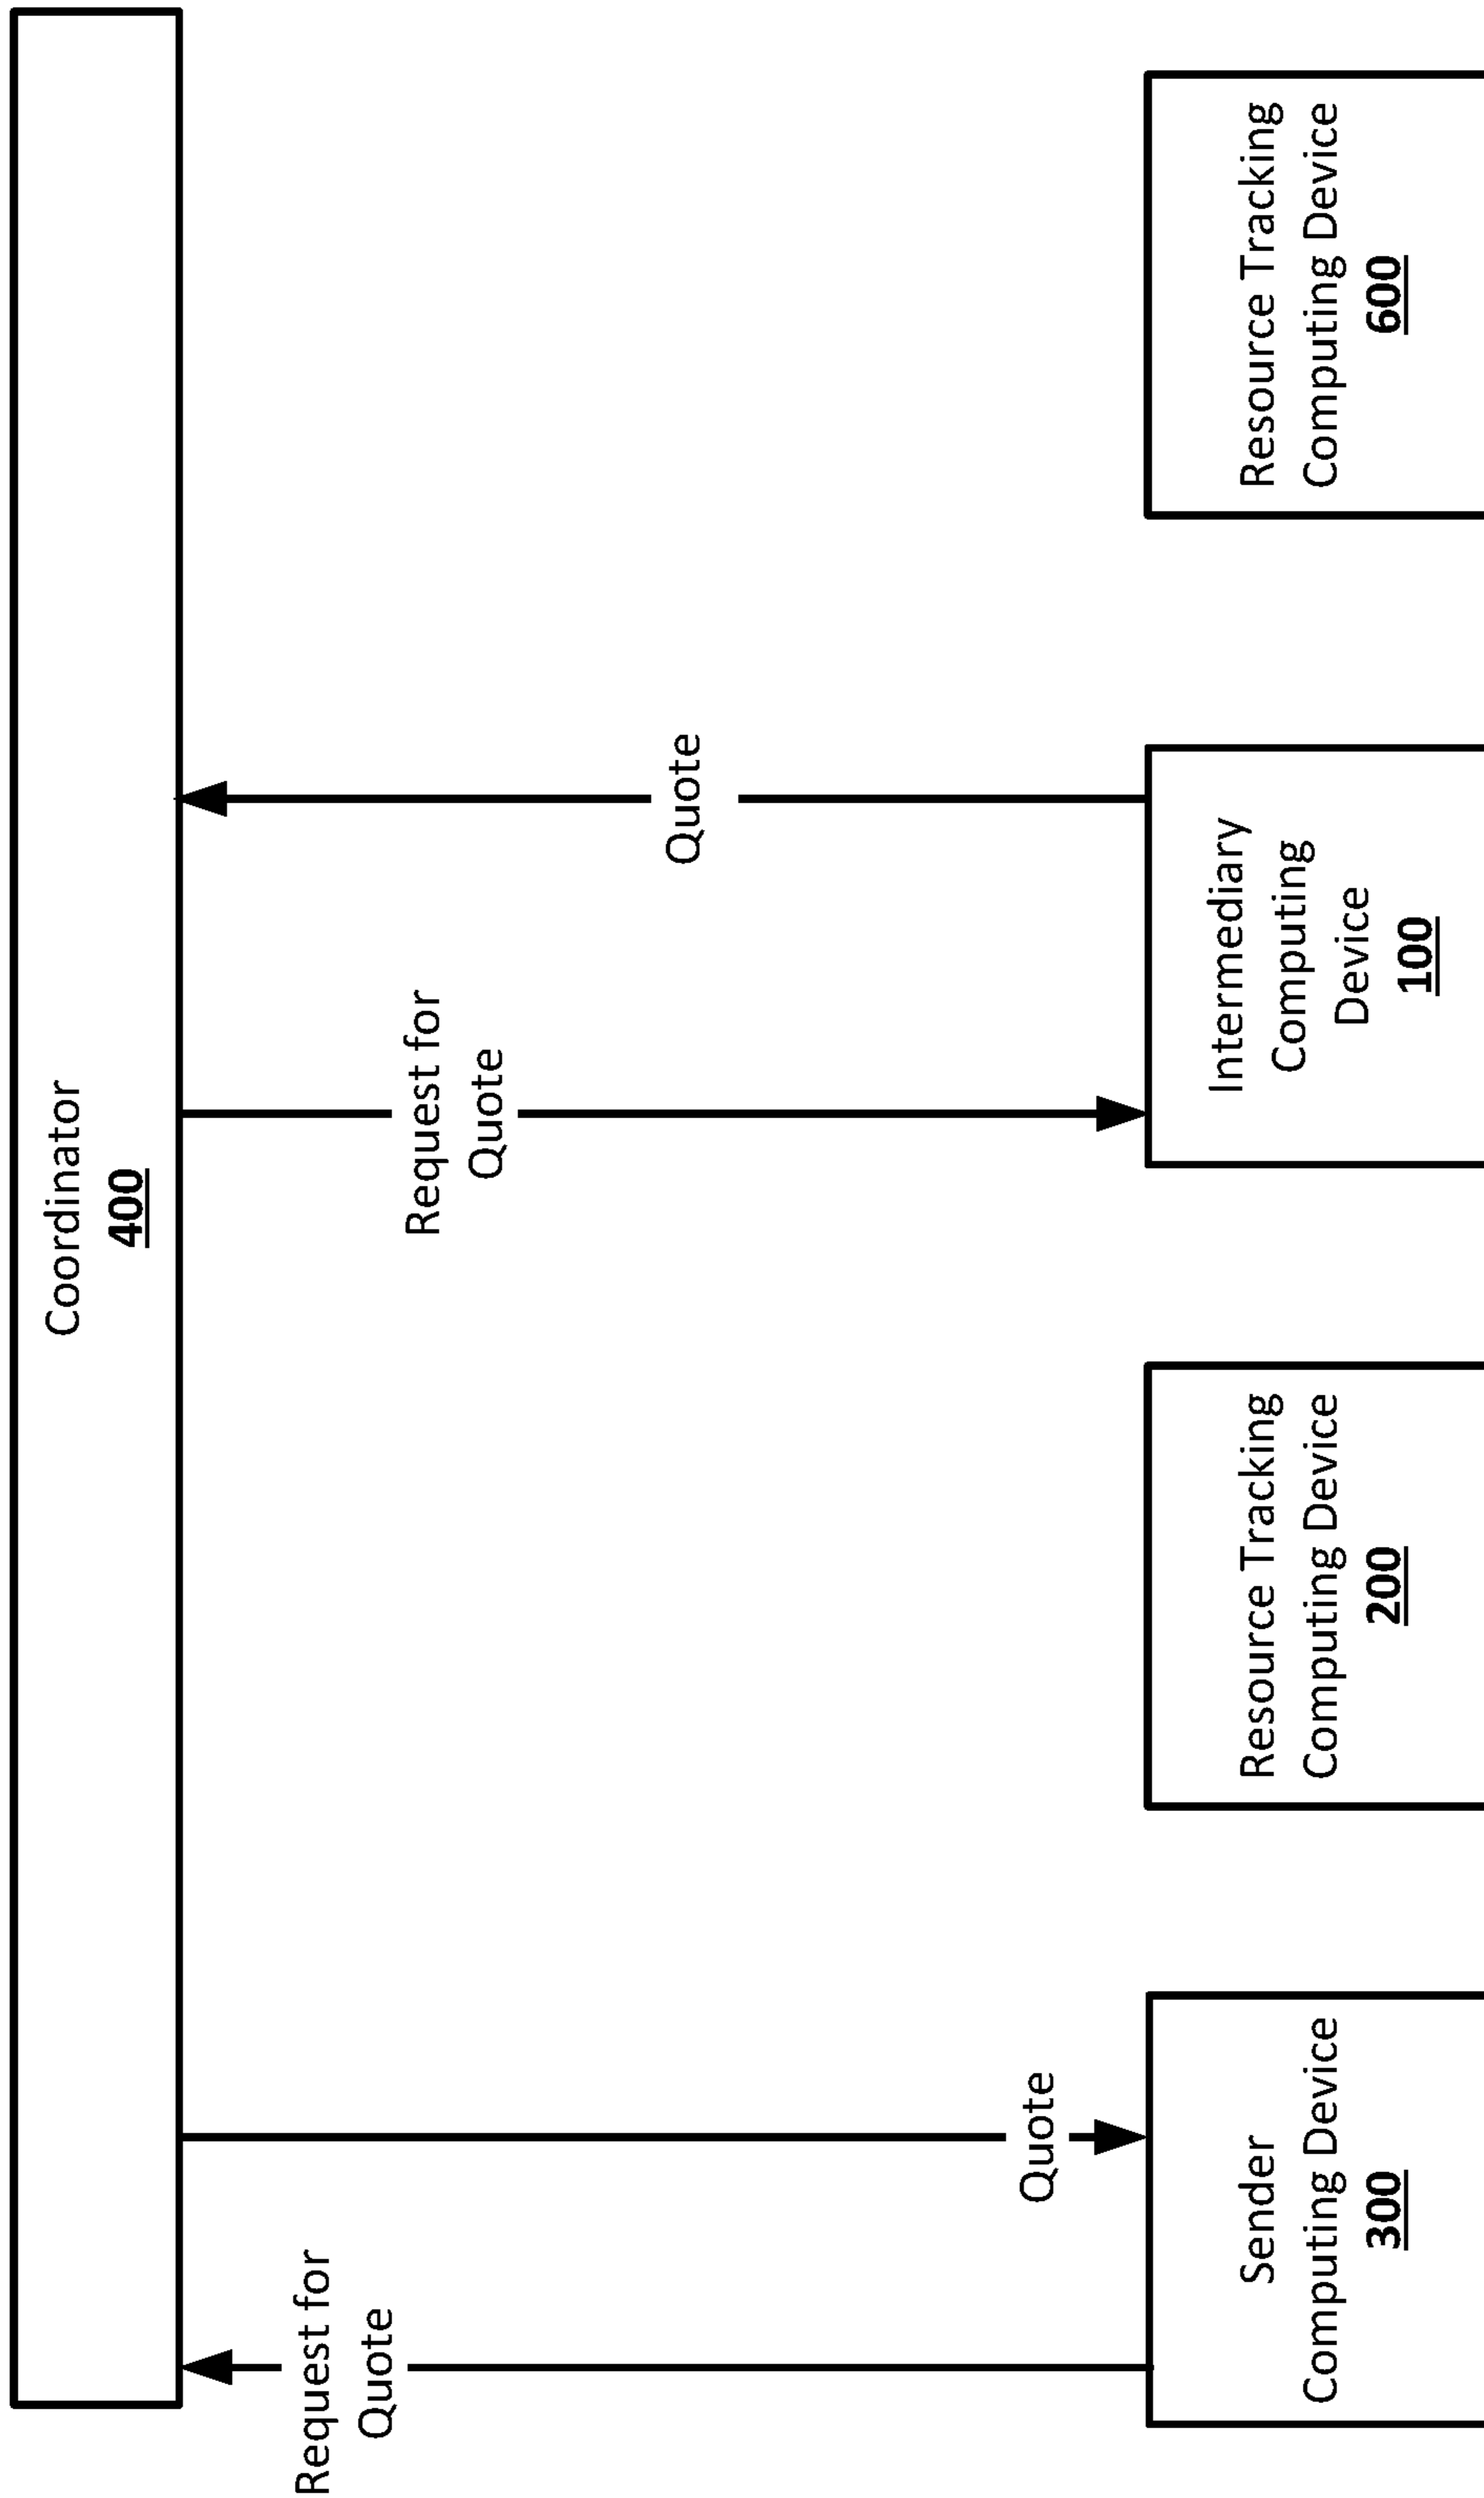 Coordinator
400
Request for
Quote
Quote
Request for
Quote
Quote
Sender
Computing Device
300
Resource Tracking
Computing Device
200
Intermediary
Computing
Device
100
Resource Tracking
Computing Device
600